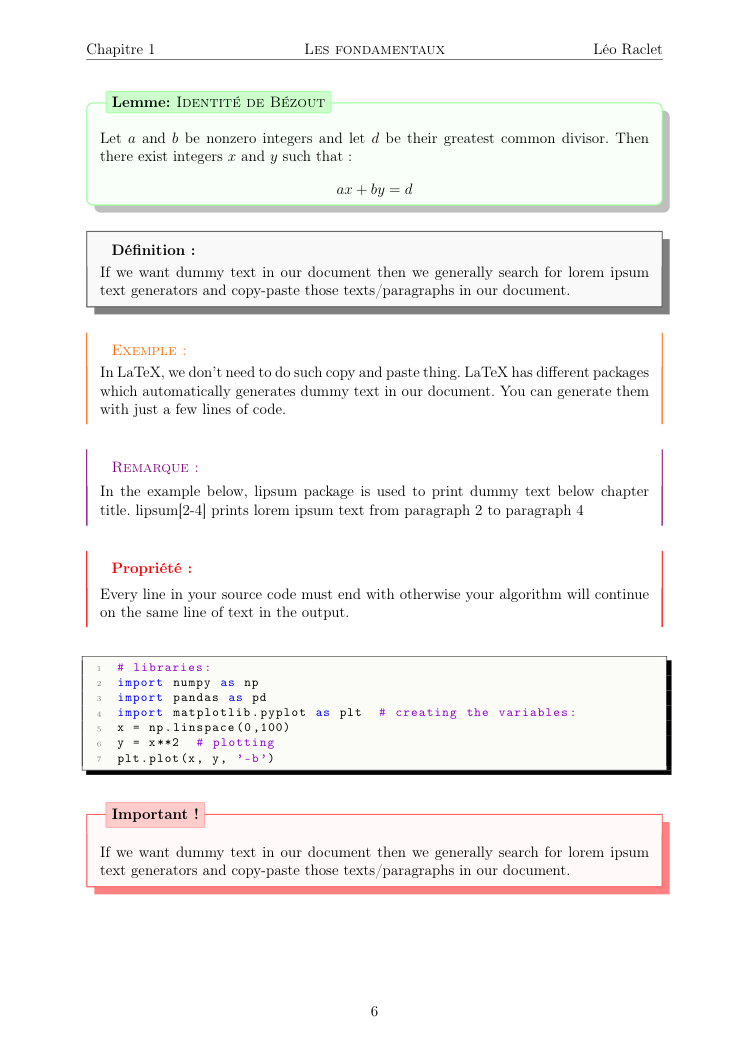 Chapitre 1 Les fondamentaux Léo Raclet
Lemme: Identité de Bézout
Let a and b be nonzero integers and let d be their greatest common divisor. Then
there exist integers x and y such that :
ax + by = d
Définition :
If we want dummy text in our document then we generally search for lorem ipsum
text generators and copy-paste those texts/paragraphs in our document.
Exemple :
In LaTeX, we don't need to do such copy and paste thing. LaTeX has different packages
which automatically generates dummy text in our document. You can generate them
with just a few lines of code.
Remarque :
In the example below, lipsum package is used to print dummy text below chapter
title. lipsum[2-4] prints lorem ipsum text from paragraph 2 to paragraph 4
Propriété :
Every line in your source code must end with otherwise your algorithm will continue
on the same line of text in the output.
1 # libraries:
2 import numpy as np
3 import pandas as pd
4 import matplotlib.pyplot as plt # creating the variables:
5 x = np.linspace(0,100)
6 y = x**2 # plotting
7 plt.plot(x, y, '-b')
Important !
If we want dummy text in our document then we generally search for lorem ipsum
text generators and copy-paste those texts/paragraphs in our document.
6